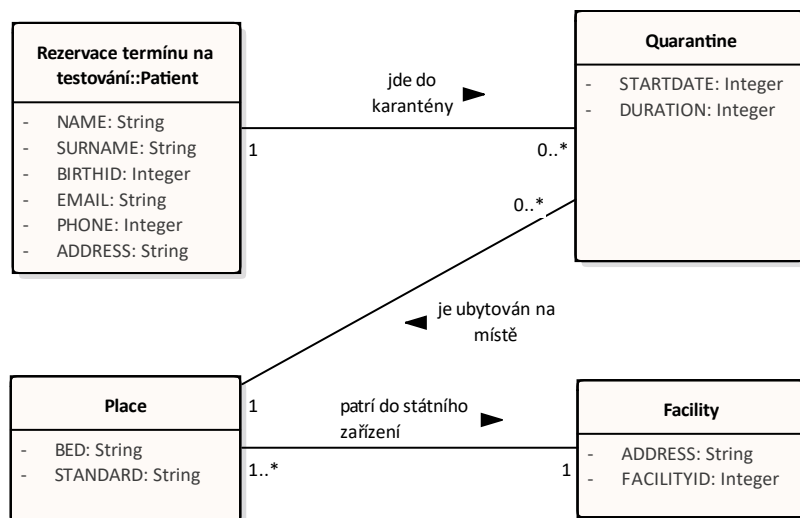 Rezervace termínu na
testování::Patient
- NAME: String
- SURNAME: String
- BIRTHID: Integer
- EMAIL: String
- PHONE: Integer
- ADDRESS: String
jde do
karantény
1
0..*
Quarantine
- STARTDATE: Integer
- DURATION: Integer
0..*
je ubytován na
místě
1
Place
- BED: String
- STANDARD: String
patrí do státního
zařízení
1..*
1
Facility
- ADDRESS: String
- FACILITYID: Integer